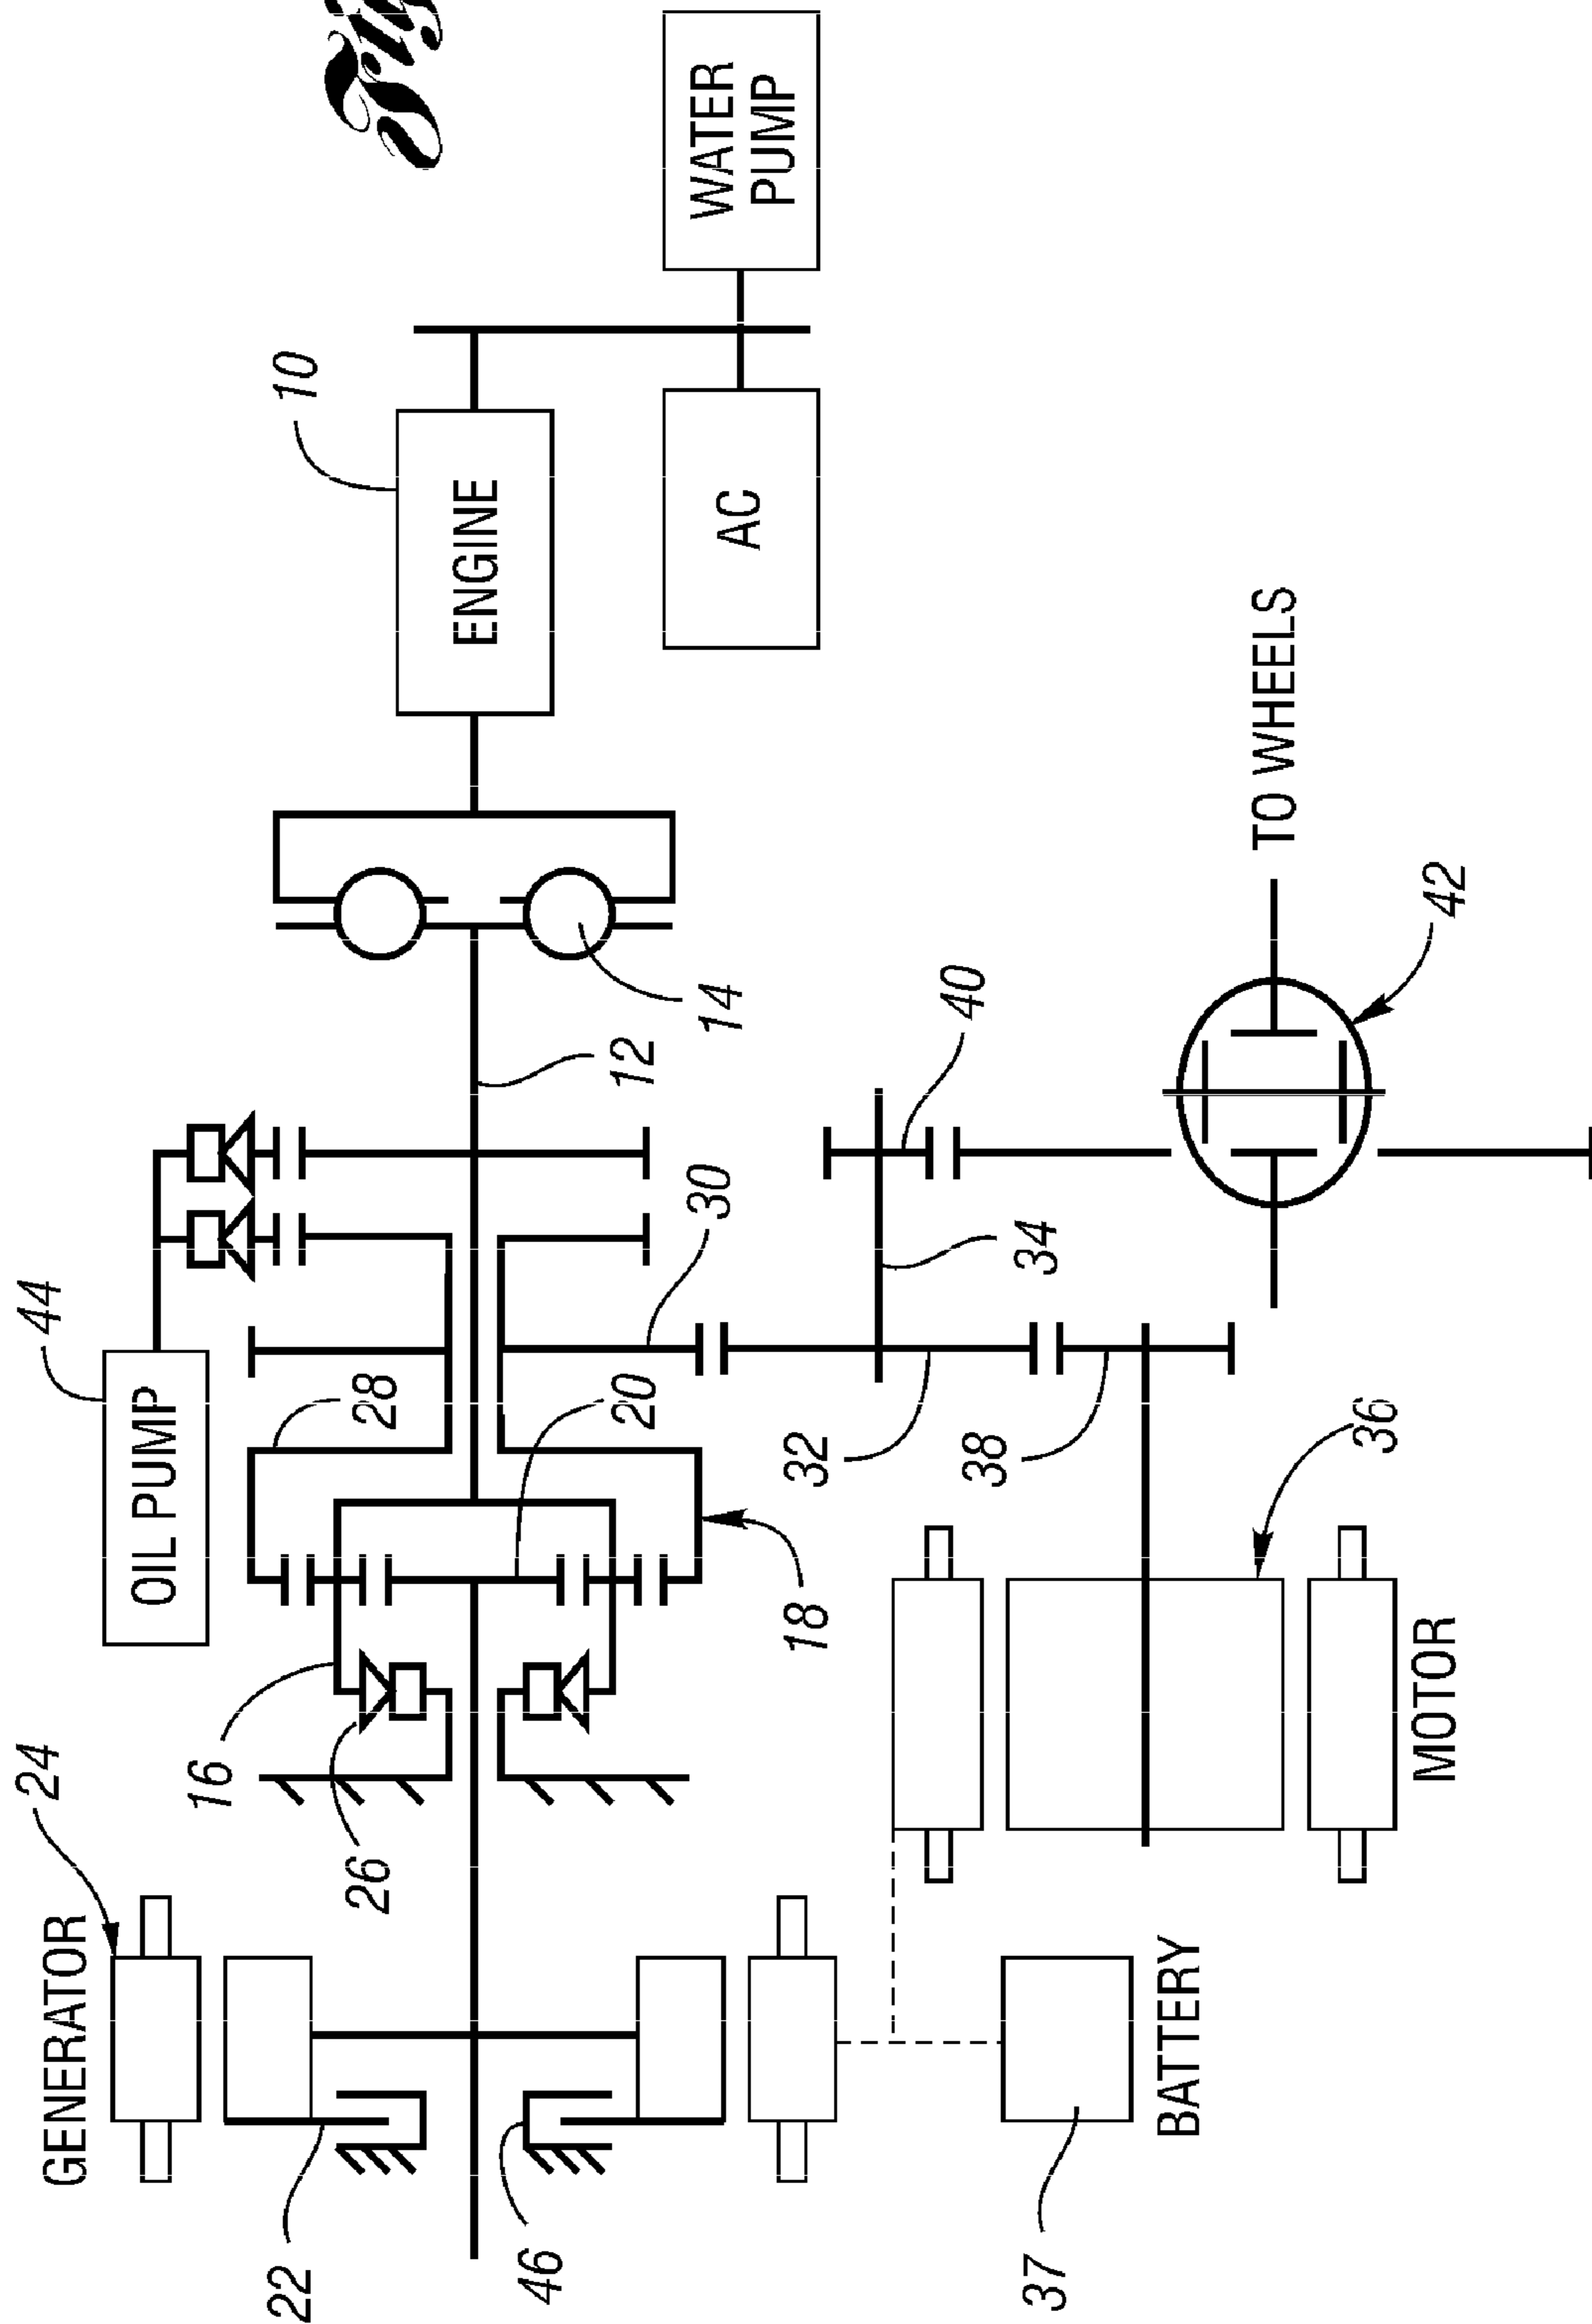 GENERATOR
24
44
OIL PUMP
16
22
10
26
28
ENGINE
46
20
12
30
14
WATER
PUMP
AC
18
32
38
40
37
34
BATTERY
TO WHEELS
36
MOTOR
42